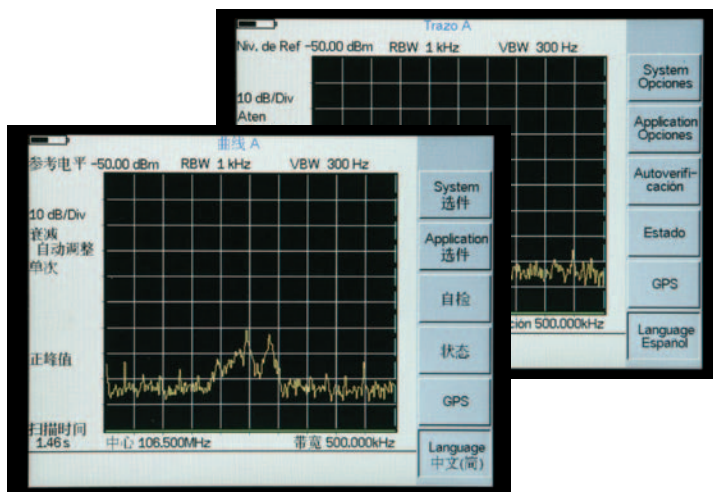 Trazo A
Niv. de Ref -50.00 dBm RBW 1 kHz VBW 300 Hz
10 dB/Div
Aten
System
Opciones
Application
Opciones
Autoverifi-
cación
Estado
GPS
ción 500.000kHz
Language
Español
曲线 A
参考电平 -50.00 dBm RBW 1 kHz VBW 300 Hz
10 dB/Div
衰减
自动调整
单次
正峰值
扫描时间
1.46 s
中心 106.500MHz
带宽 500.000kHz
System
选件
Application
选件
自检
状态
GPS
Language
中文(简)